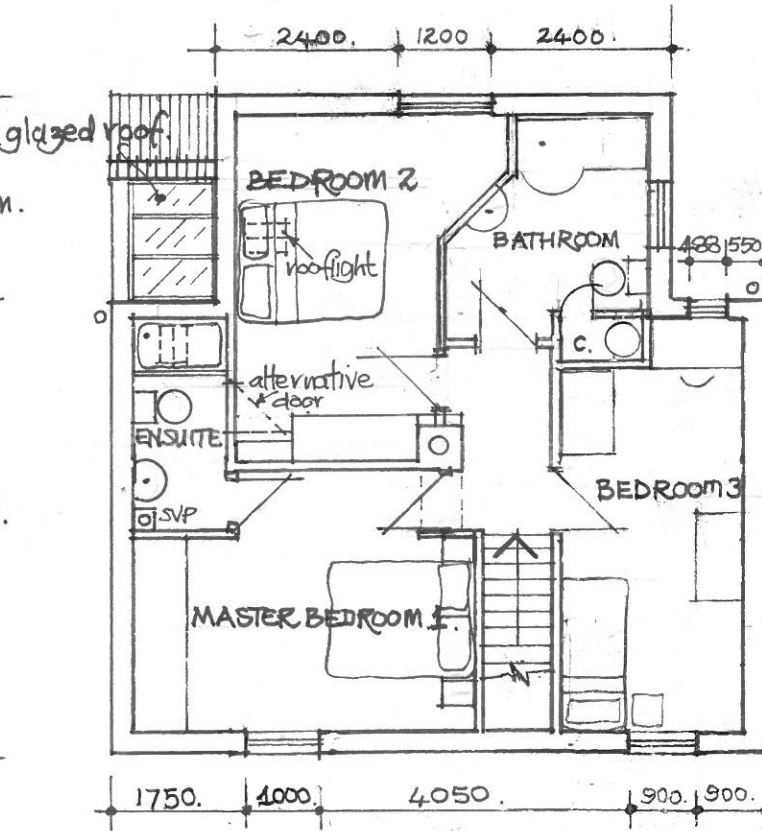 2400. 1200 2400.
glazed roof.
n.
BEDROOM 2
rooflight
BATHROOM
488 550
o
o
C.
alternative
door
ENSUITE
SVP
BEDROOM 3
MASTER BEDROOM 1.
1750. 1000. 4050. 900. 900.